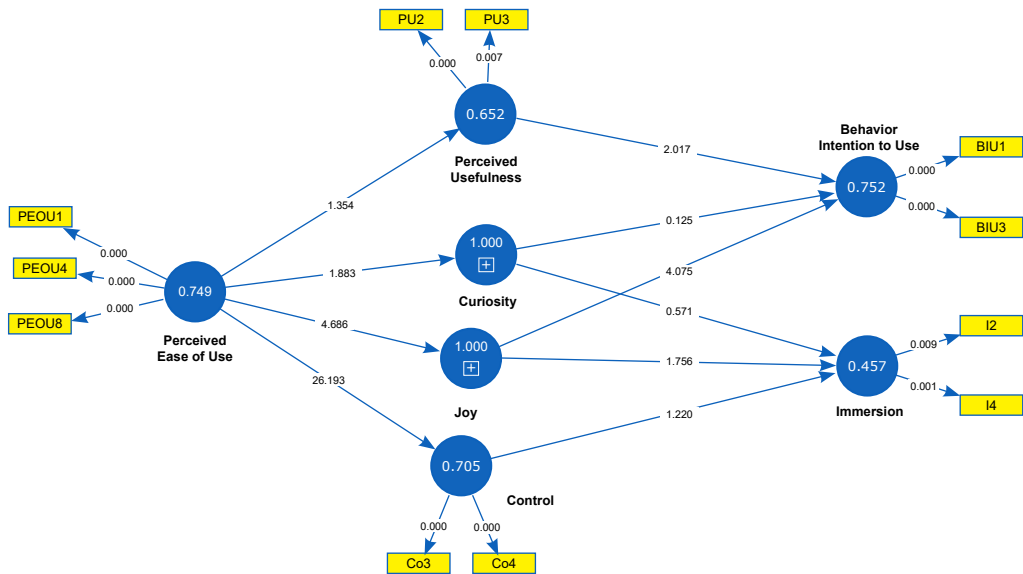 PU2
PU3
0.000
0.007
0.652
Perceived
Usefulness
Behavior
Intention to Use
BIU1
0.000
0.752
0.000
BIU3
2.017
1.354
PEOU1
0.000
PEOU4
0.000
PEOU8
0.000
0.749
Perceived
Ease of Use
1.883
1.000
Curiosity
0.125
4.075
0.571
4.686
1.000
Joy
1.756
I2
0.009
0.457
0.001
I4
Immersion
26.193
1.220
0.705
Control
0.000
0.000
Co3
Co4